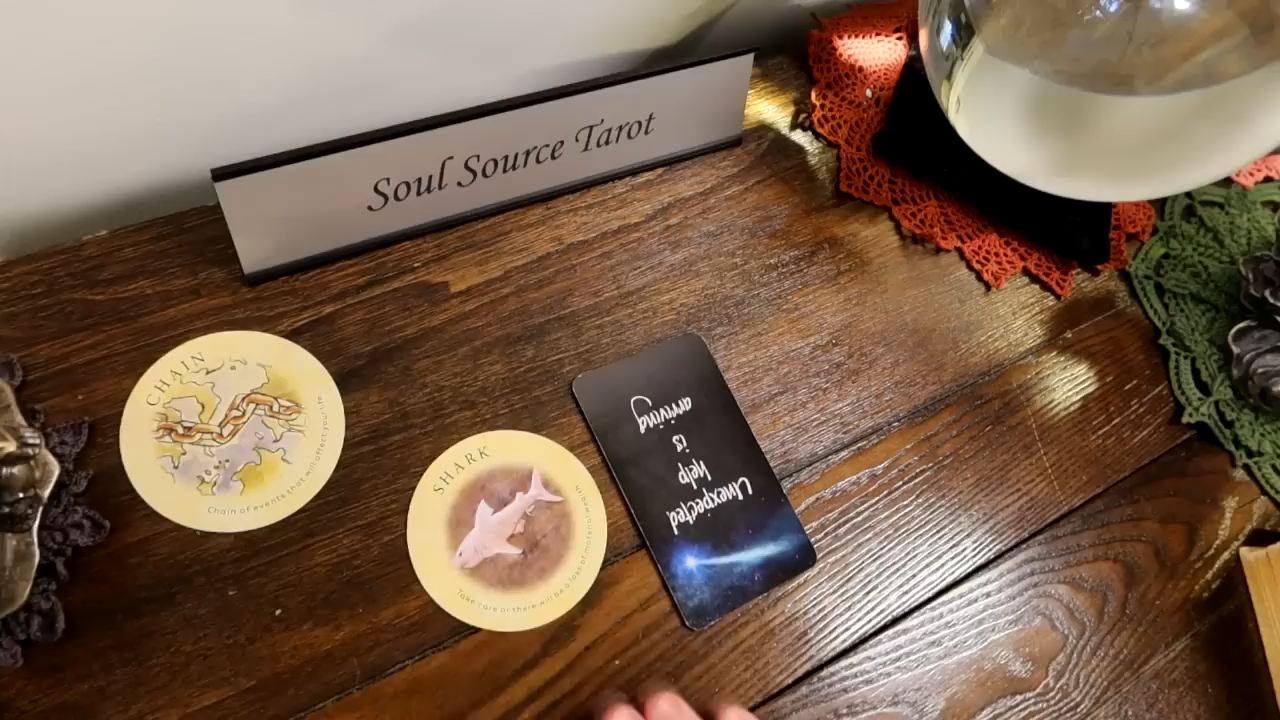 Soul Source Tarot
CHAIN
Chain of events that will affect your life
SHARK
Take care or there will be a loss of material wealth
Unexpected
help
is
arriving